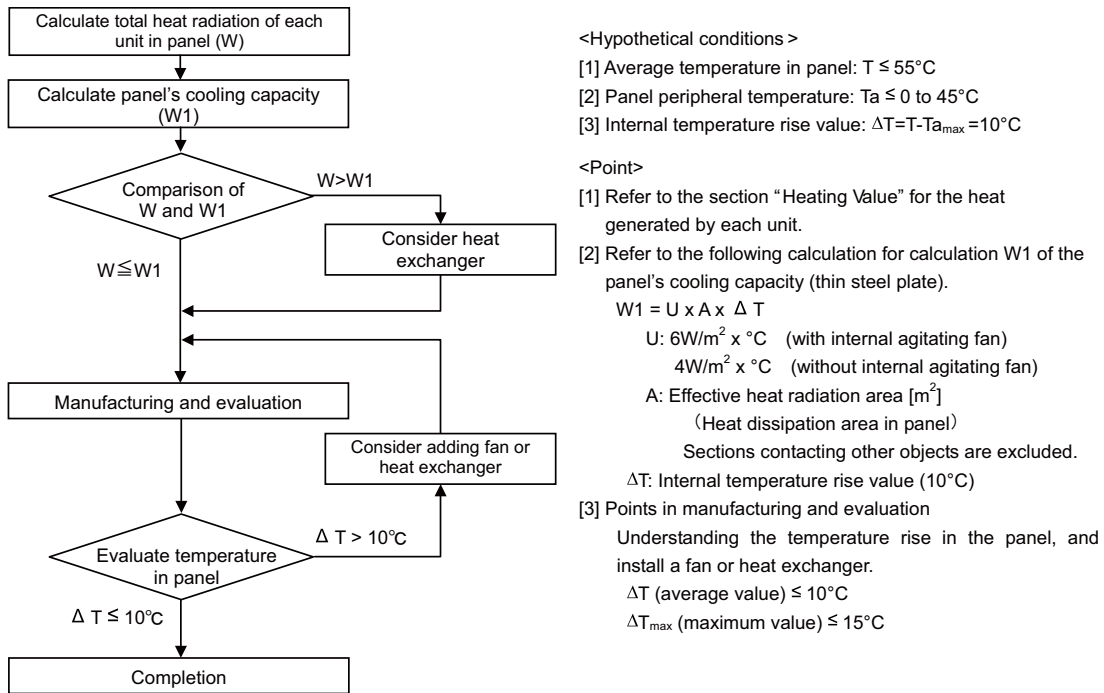 Calculate total heat radiation of each
unit in panel (W)
Calculate panel's cooling capacity
(W1)
Comparison of
W and W1
W>W1
Consider heat
exchanger
W≦W1
Manufacturing and evaluation
Consider adding fan or
heat exchanger
Evaluate temperature
in panel
Δ T > 10℃
Δ T ≤ 10℃
Completion
<Hypothetical conditions >
[1] Average temperature in panel: T ≤ 55°C
[2] Panel peripheral temperature: Ta ≤ 0 to 45°C
[3] Internal temperature rise value: ΔT=T-Tamax =10°C
<Point>
[1] Refer to the section “Heating Value” for the heat
generated by each unit.
[2] Refer to the following calculation for calculation W1 of the
panel’s cooling capacity (thin steel plate).
W1 = U x A x Δ T
U: 6W/m² x °C (with internal agitating fan)
4W/m² x °C (without internal agitating fan)
A: Effective heat radiation area [m²]
（Heat dissipation area in panel）
Sections contacting other objects are excluded.
ΔT: Internal temperature rise value (10°C)
[3] Points in manufacturing and evaluation
Understanding the temperature rise in the panel, and
install a fan or heat exchanger.
ΔT (average value) ≤ 10°C
ΔTmax (maximum value) ≤ 15°C